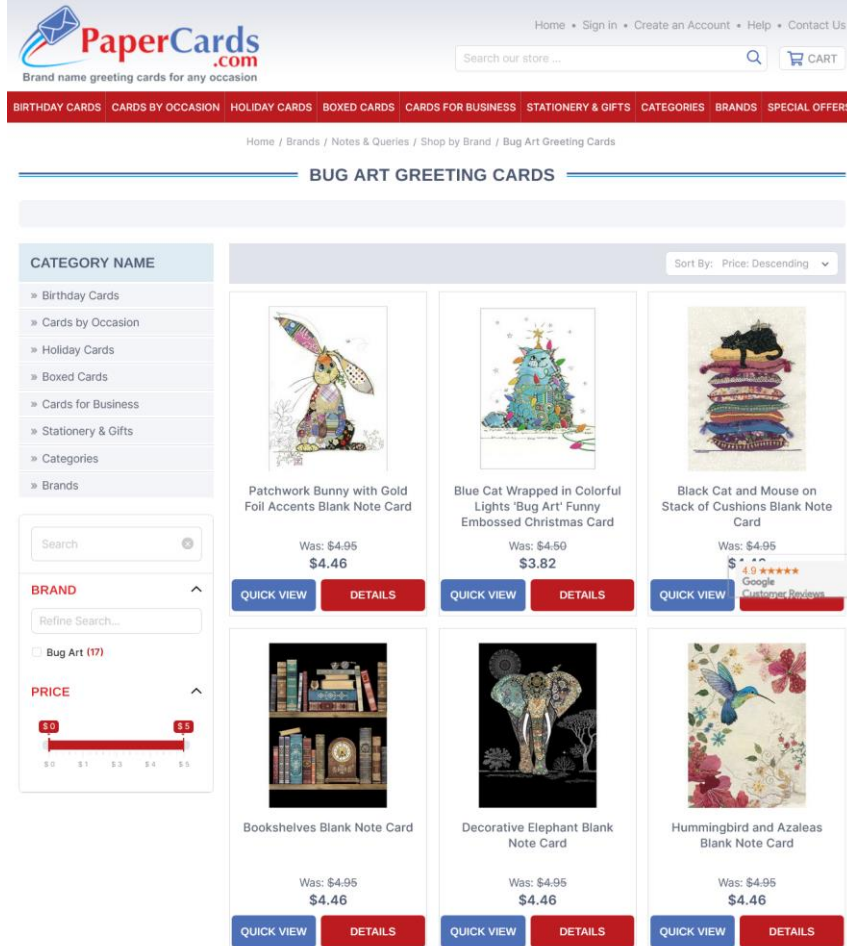 PaperCards
.com
Brand name greeting cards for any occasion
Home • Sign in • Create an Account • Help • Contact Us
Search our store ...
CART
BIRTHDAY CARDS CARDS BY OCCASION HOLIDAY CARDS BOXED CARDS CARDS FOR BUSINESS STATIONERY & GIFTS CATEGORIES BRANDS SPECIAL OFFERS
Home / Brands / Notes & Queries / Shop by Brand / Bug Art Greeting Cards
BUG ART GREETING CARDS
CATEGORY NAME
» Birthday Cards
» Cards by Occasion
» Holiday Cards
» Boxed Cards
» Cards for Business
» Stationery & Gifts
» Categories
» Brands
Search
BRAND
Refine Search...
Bug Art (17)
PRICE
$ 0 $ 5
$ 0 $ 1 $ 3 $ 4 $ 5
Sort By: Price: Descending
Patchwork Bunny with Gold
Foil Accents Blank Note Card
Was: $4.95
$4.46
QUICK VIEW DETAILS
Blue Cat Wrapped in Colorful
Lights 'Bug Art' Funny
Embossed Christmas Card
Was: $4.50
$3.82
QUICK VIEW DETAILS
Black Cat and Mouse on
Stack of Cushions Blank Note
Card
Was: $4.95
QUICK VIEW
4.9 ★★★★★
Google
Customer Reviews
Bookshelves Blank Note Card
Was: $4.95
$4.46
QUICK VIEW DETAILS
Decorative Elephant Blank
Note Card
Was: $4.95
$4.46
QUICK VIEW DETAILS
Hummingbird and Azaleas
Blank Note Card
Was: $4.95
$4.46
QUICK VIEW DETAILS